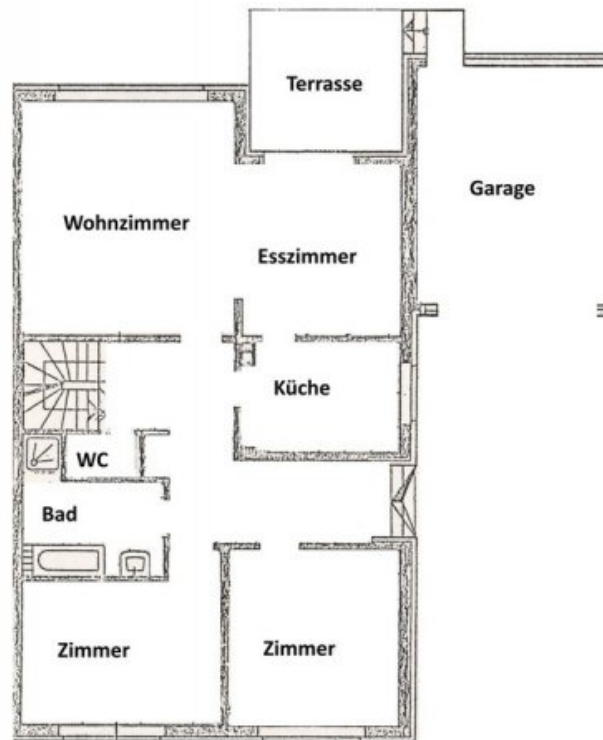 Terrasse
Garage
Wohnzimmer
Esszimmer
Küche
WC
Bad
Zimmer
Zimmer